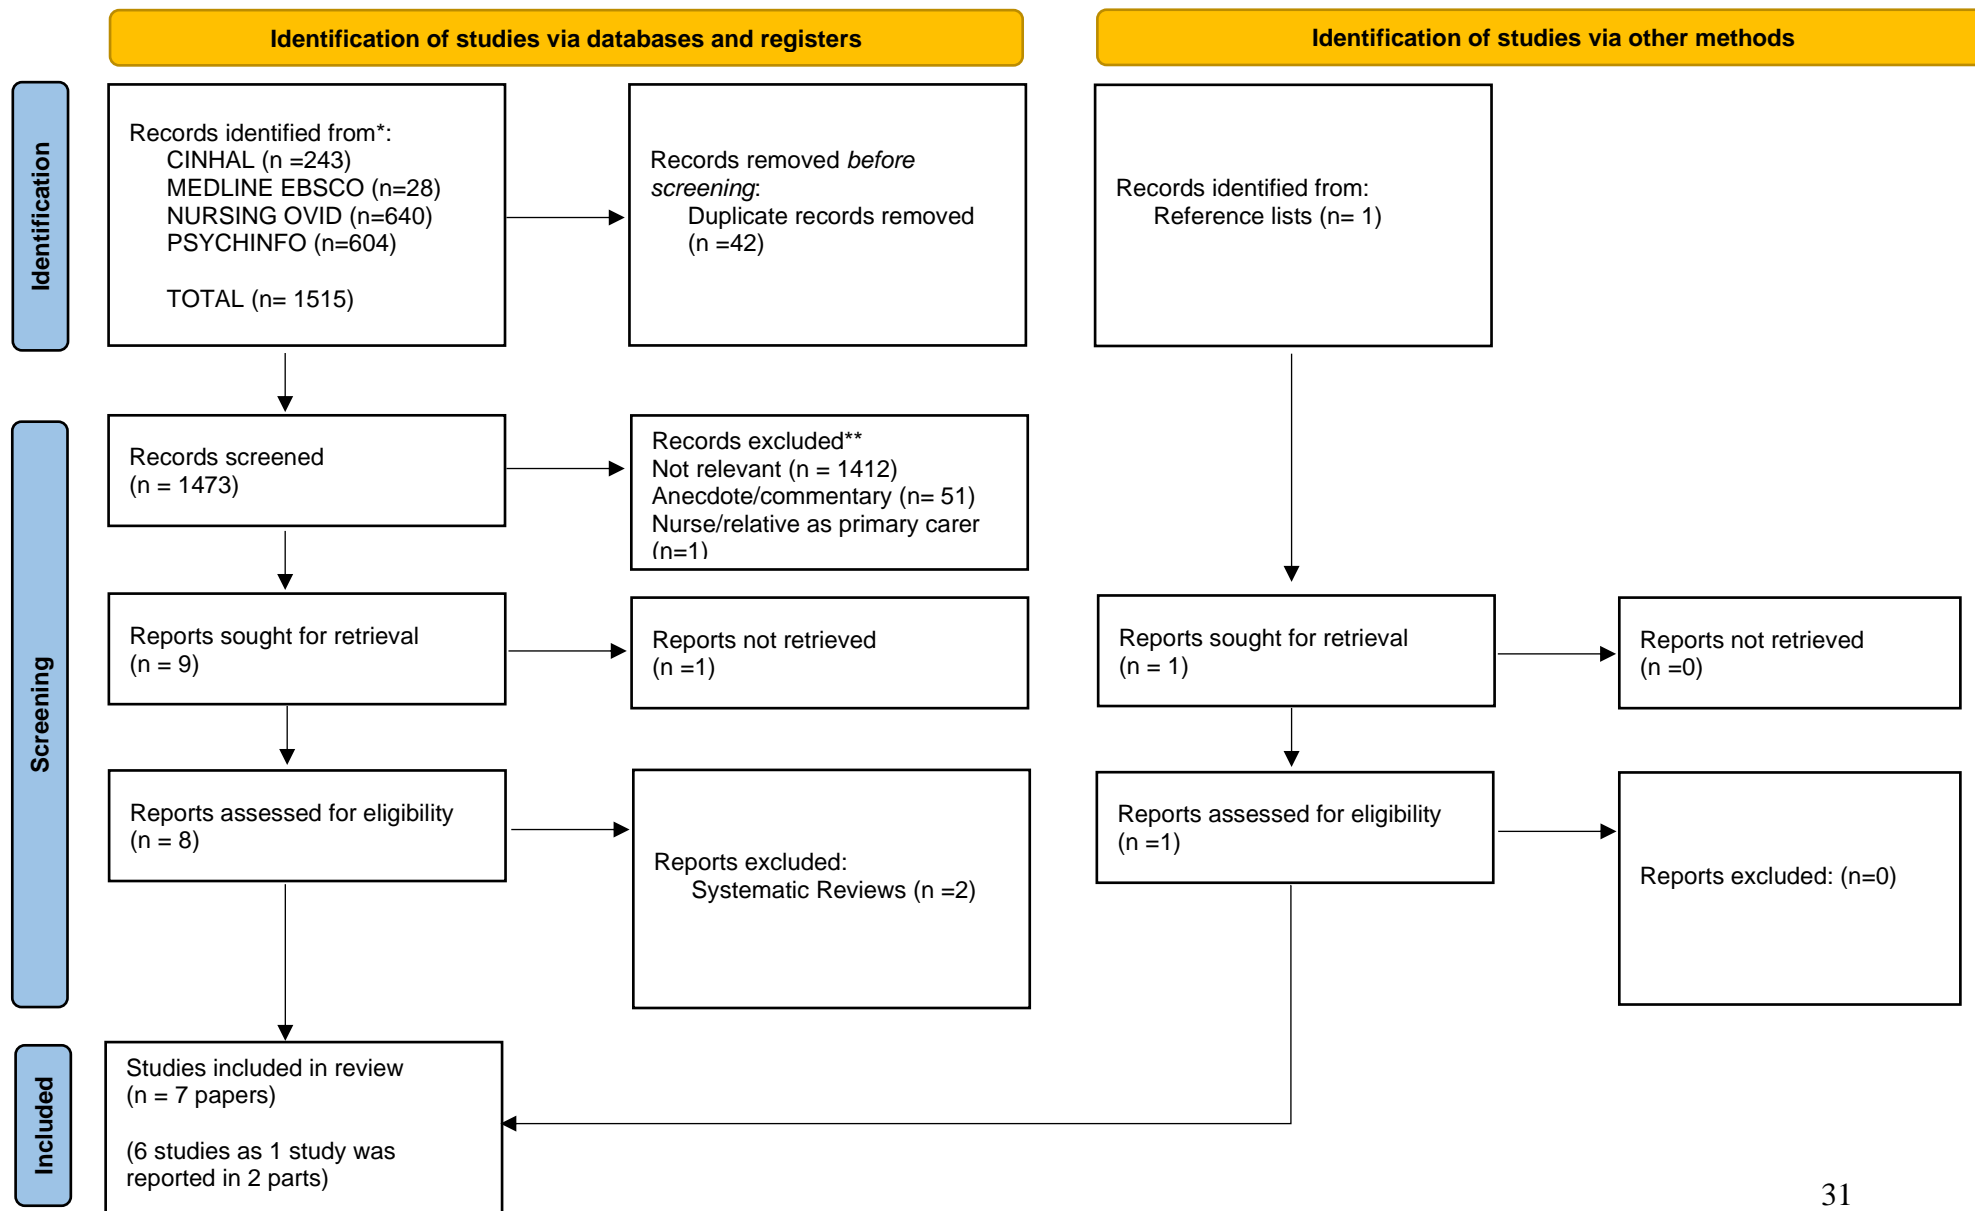 Identification of studies via databases and registers
Identification of studies via other methods
Identification
Records identified from*:
CINHAL (n =243)
MEDLINE EBSCO (n=28)
NURSING OVID (n=640)
PSYCHINFO (n=604)
TOTAL (n= 1515)
Records removed before
screening:
Duplicate records removed
(n =42)
Records identified from:
Reference lists (n= 1)
Screening
Records screened
(n = 1473)
Records excluded**
Not relevant (n = 1412)
Anecdote/commentary (n= 51)
Nurse/relative as primary carer
(n=1)
Reports sought for retrieval
(n = 9)
Reports not retrieved
(n =1)
Reports sought for retrieval
(n = 1)
Reports not retrieved
(n =0)
Reports assessed for eligibility
(n = 8)
Reports excluded:
Systematic Reviews (n =2)
Reports assessed for eligibility
(n =1)
Reports excluded: (n=0)
Included
Studies included in review
(n = 7 papers)
(6 studies as 1 study was
reported in 2 parts)
31